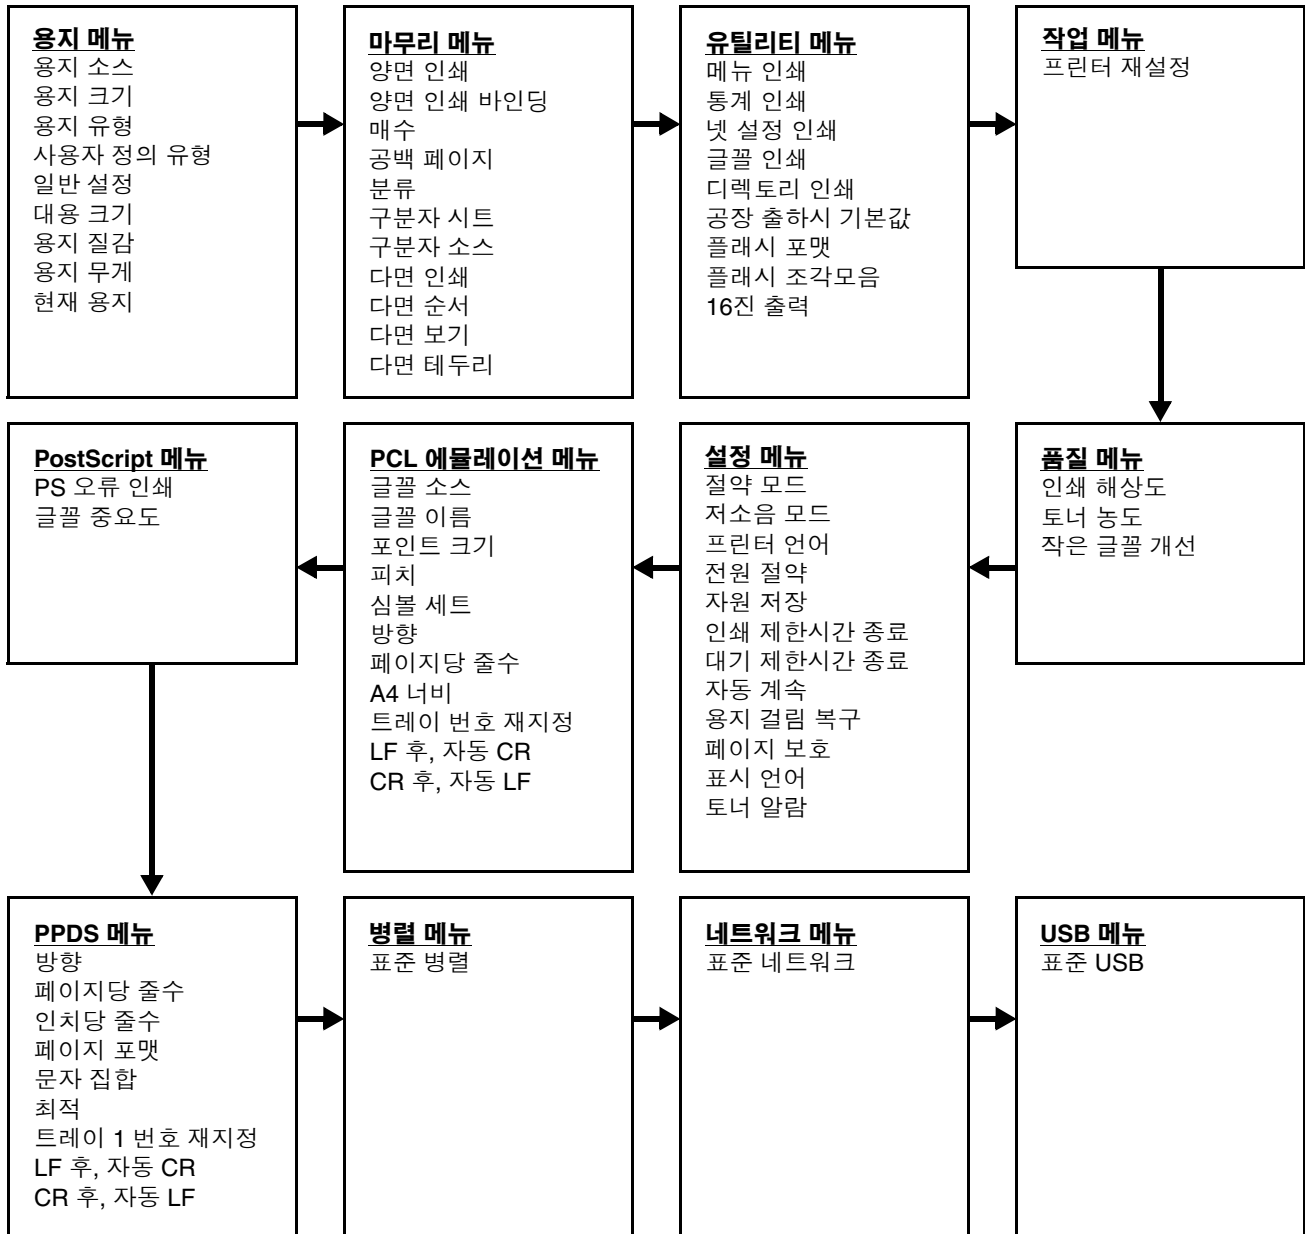 용지 메뉴
용지 소스
용지 크기
용지 유형
사용자 정의 유형
일반 설정
대용 크기
용지 질감
용지 무게
현재 용지
마무리 메뉴
양면 인쇄
양면 인쇄 바인딩
매수
공백 페이지
분류
구분자 시트
구분자 소스
다면 인쇄
다면 순서
다면 보기
다면 테두리
유틸리티 메뉴
메뉴 인쇄
통계 인쇄
넷 설정 인쇄
글꼴 인쇄
디렉토리 인쇄
공장 출하시 기본값
플래시 포맷
플래시 조각모음
16진 출력
작업 메뉴
프린터 재설정
품질 메뉴
인쇄 해상도
토너 농도
작은 글꼴 개선
설정 메뉴
절약 모드
저소음 모드
프린터 언어
전원 절약
자원 저장
인쇄 제한시간 종료
대기 제한시간 종료
자동 계속
용지 걸림 복구
페이지 보호
표시 언어
토너 알람
PCL 에뮬레이션 메뉴
글꼴 소스
글꼴 이름
포인트 크기
피치
심볼 세트
방향
페이지당 줄수
A4 너비
트레이 번호 재지정
LF 후, 자동 CR
CR 후, 자동 LF
PostScript 메뉴
PS 오류 인쇄
글꼴 중요도
PPDS 메뉴
방향
페이지당 줄수
인치당 줄수
페이지 포맷
문자 집합
최적
트레이 1 번호 재지정
LF 후, 자동 CR
CR 후, 자동 LF
병렬 메뉴
표준 병렬
네트워크 메뉴
표준 네트워크
USB 메뉴
표준 USB